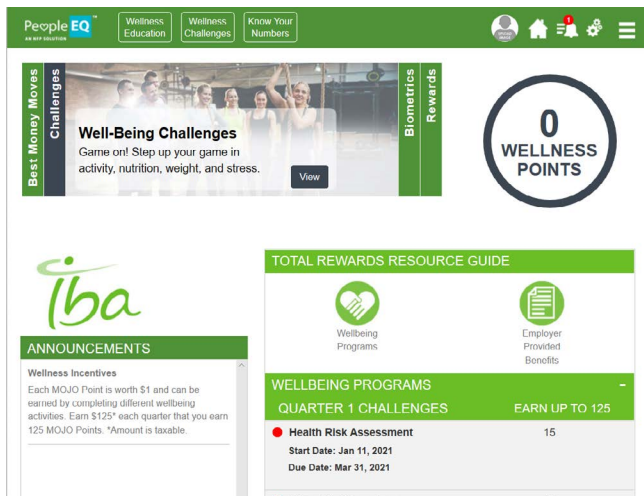 People EQ™
AN NFP SOLUTION
Wellness
Education
Wellness
Challenges
Know Your
Numbers
1
Best Money Moves
Challenges
Well-Being Challenges
Game on! Step up your game in
activity, nutrition, weight, and stress.
View
Biometrics
Rewards
0
WELLNESS
POINTS
iba
ANNOUNCEMENTS
Wellness Incentives
Each MOJO Point is worth $1 and can be
earned by completing different wellbeing
activities. Earn $125* each quarter that you earn
125 MOJO Points. *Amount is taxable.
TOTAL REWARDS RESOURCE GUIDE
Wellbeing
Programs
Employer
Provided
Benefits
WELLBEING PROGRAMS -
QUARTER 1 CHALLENGES EARN UP TO 125
Health Risk Assessment 15
Start Date: Jan 11, 2021
Due Date: Mar 31, 2021